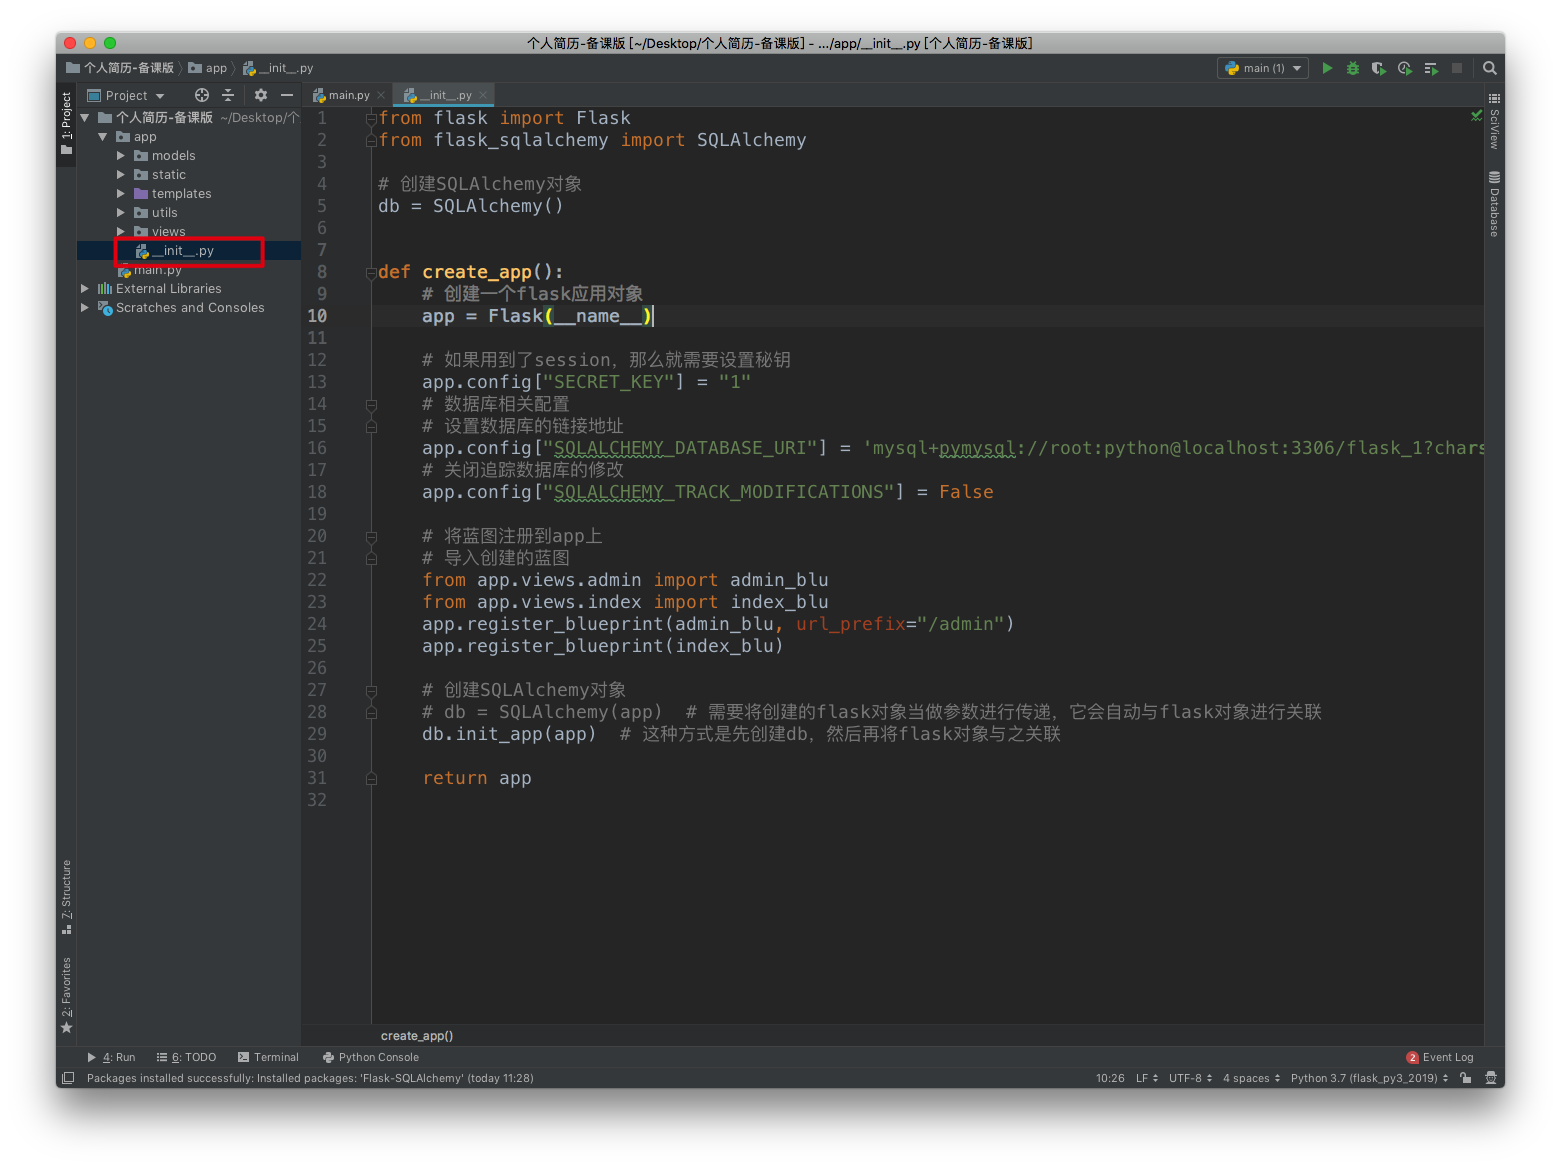 个人简历-备课版 [~/Desktop/个人简历-备课版] - .../app/__init__.py [个人简历-备课版]
个人简历-备课版 app __init__.py
main (1)
1: Project
Project
main.py
__init__.py
个人简历-备课版 ~/Desktop/个
app
models
static
templates
utils
views
__init__.py
main.py
External Libraries
Scratches and Consoles
1 from flask import Flask
2 from flask_sqlalchemy import SQLAlchemy
3
4 # 创建SQLAlchemy对象
5 db = SQLAlchemy()
6
7
8 def create_app():
9 # 创建一个flask应用对象
10 app = Flask(__name__)
11
12 # 如果用到了session，那么就需要设置秘钥
13 app.config["SECRET_KEY"] = "1"
14 # 数据库相关配置
15 # 设置数据库的链接地址
16 app.config["SQLALCHEMY_DATABASE_URI"] = 'mysql+pymysql://root:python@localhost:3306/flask_1?chars
17 # 关闭追踪数据库的修改
18 app.config["SQLALCHEMY_TRACK_MODIFICATIONS"] = False
19
20 # 将蓝图注册到app上
21 # 导入创建的蓝图
22 from app.views.admin import admin_blu
23 from app.views.index import index_blu
24 app.register_blueprint(admin_blu, url_prefix="/admin")
25 app.register_blueprint(index_blu)
26
27 # 创建SQLAlchemy对象
28 # db = SQLAlchemy(app) # 需要将创建的flask对象当做参数进行传递，它会自动与flask对象进行关联
29 db.init_app(app) # 这种方式是先创建db，然后再将flask对象与之关联
30
31 return app
32
SciView
Database
7: Structure
2: Favorites
create_app()
4: Run
6: TODO
Terminal
Python Console
2 Event Log
Packages installed successfully: Installed packages: 'Flask-SQLAlchemy' (today 11:28)
10:26 LF UTF-8 4 spaces Python 3.7 (flask_py3_2019)